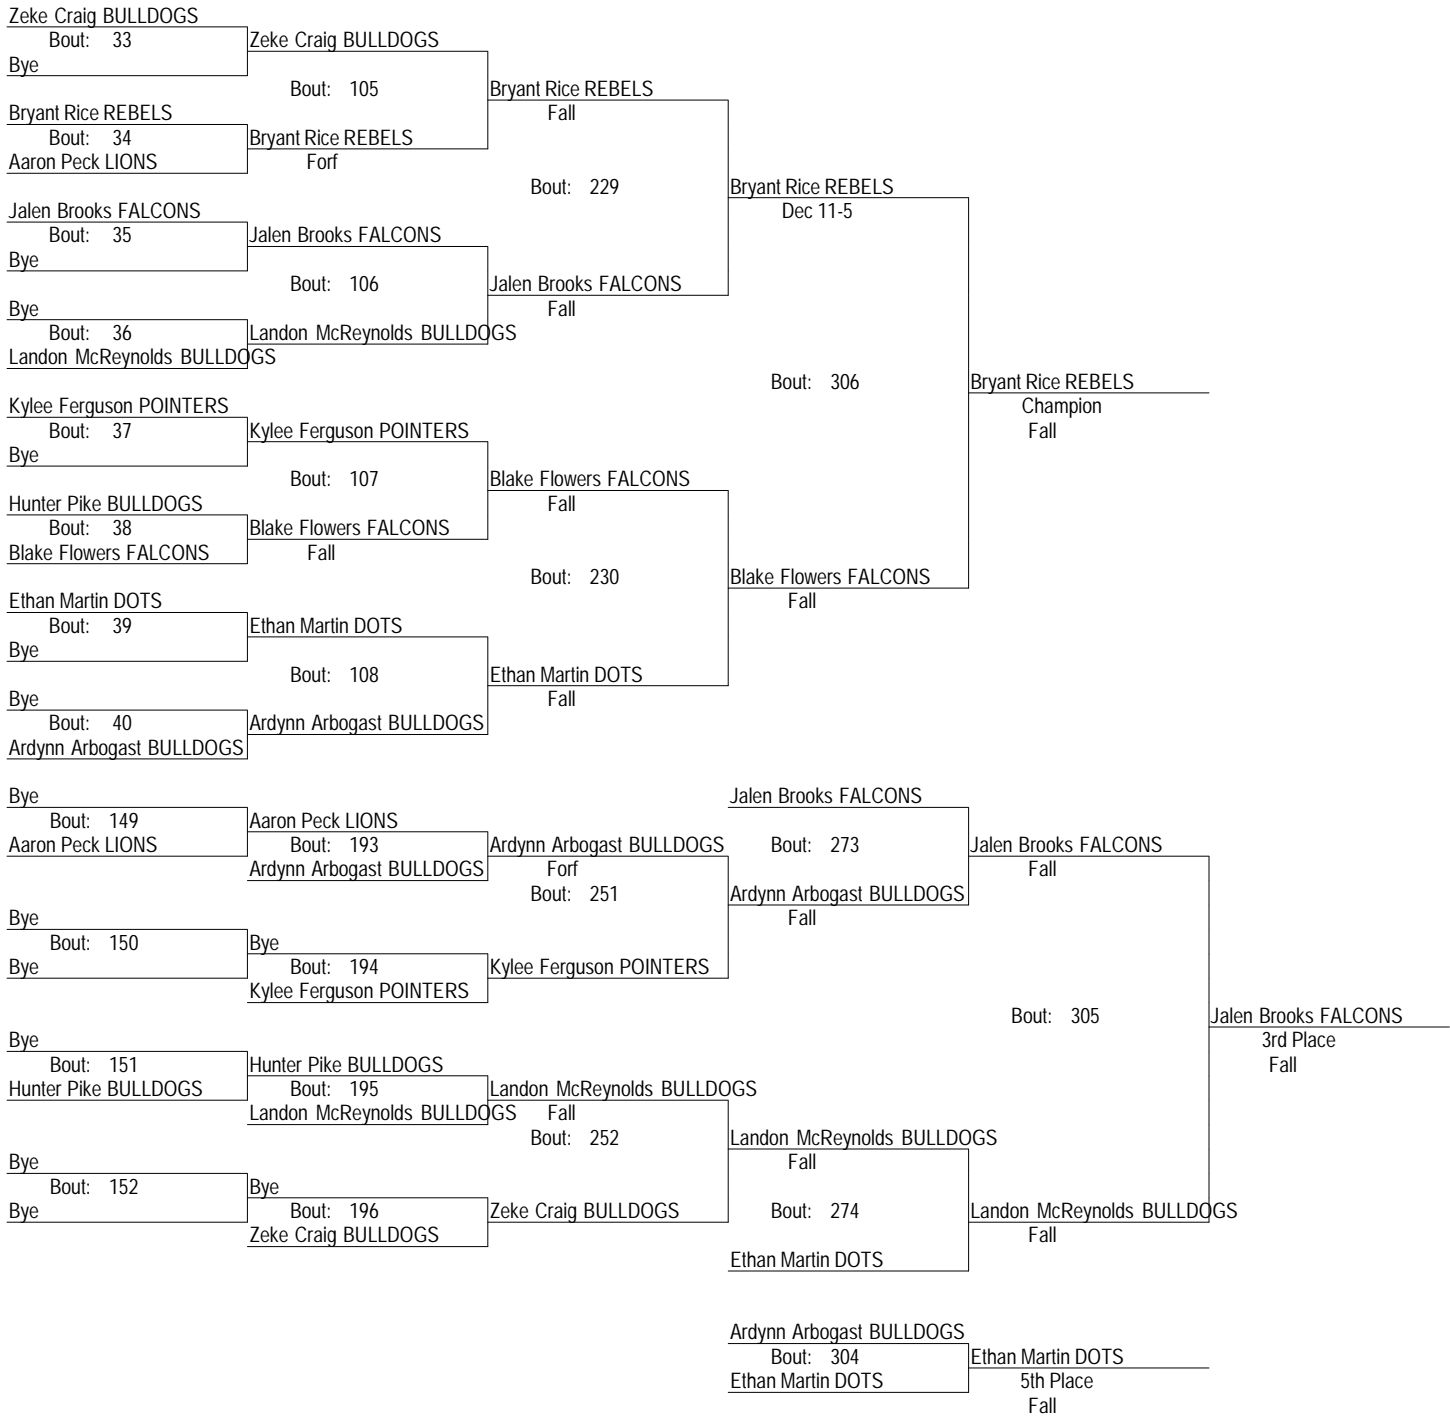 Zeke Craig BULLDOGS
Bout: 33
Zeke Craig BULLDOGS
Bye
Bout: 105
Bryant Rice REBELS
Bryant Rice REBELS
Fall
Bout: 34
Bryant Rice REBELS
Aaron Peck LIONS
Forf
Bout: 229
Bryant Rice REBELS
Jalen Brooks FALCONS
Dec 11-5
Bout: 35
Jalen Brooks FALCONS
Bye
Bout: 106
Jalen Brooks FALCONS
Bye
Fall
Bout: 36
Landon McReynolds BULLDOGS
Landon McReynolds BULLDOGS
Bout: 306
Bryant Rice REBELS
Kylee Ferguson POINTERS
Champion
Bout: 37
Kylee Ferguson POINTERS
Fall
Bye
Bout: 107
Blake Flowers FALCONS
Hunter Pike BULLDOGS
Fall
Bout: 38
Blake Flowers FALCONS
Blake Flowers FALCONS
Fall
Bout: 230
Blake Flowers FALCONS
Ethan Martin DOTS
Fall
Bout: 39
Ethan Martin DOTS
Bye
Bout: 108
Ethan Martin DOTS
Bye
Fall
Bout: 40
Ardynn Arbogast BULLDOGS
Ardynn Arbogast BULLDOGS
Bye
Jalen Brooks FALCONS
Bout: 149
Aaron Peck LIONS
Aaron Peck LIONS
Bout: 193
Ardynn Arbogast BULLDOGS
Bout: 273
Jalen Brooks FALCONS
Ardynn Arbogast BULLDOGS
Forf
Fall
Bout: 251
Ardynn Arbogast BULLDOGS
Bye
Fall
Bout: 150
Bye
Bye
Bout: 194
Kylee Ferguson POINTERS
Kylee Ferguson POINTERS
Bout: 305
Jalen Brooks FALCONS
Bye
3rd Place
Bout: 151
Hunter Pike BULLDOGS
Fall
Hunter Pike BULLDOGS
Bout: 195
Landon McReynolds BULLDOGS
Landon McReynolds BULLDOGS
Fall
Bout: 252
Landon McReynolds BULLDOGS
Bye
Fall
Bout: 152
Bye
Bye
Bout: 196
Zeke Craig BULLDOGS
Bout: 274
Landon McReynolds BULLDOGS
Zeke Craig BULLDOGS
Fall
Ethan Martin DOTS
Ardynn Arbogast BULLDOGS
Bout: 304
Ethan Martin DOTS
Ethan Martin DOTS
5th Place
Fall